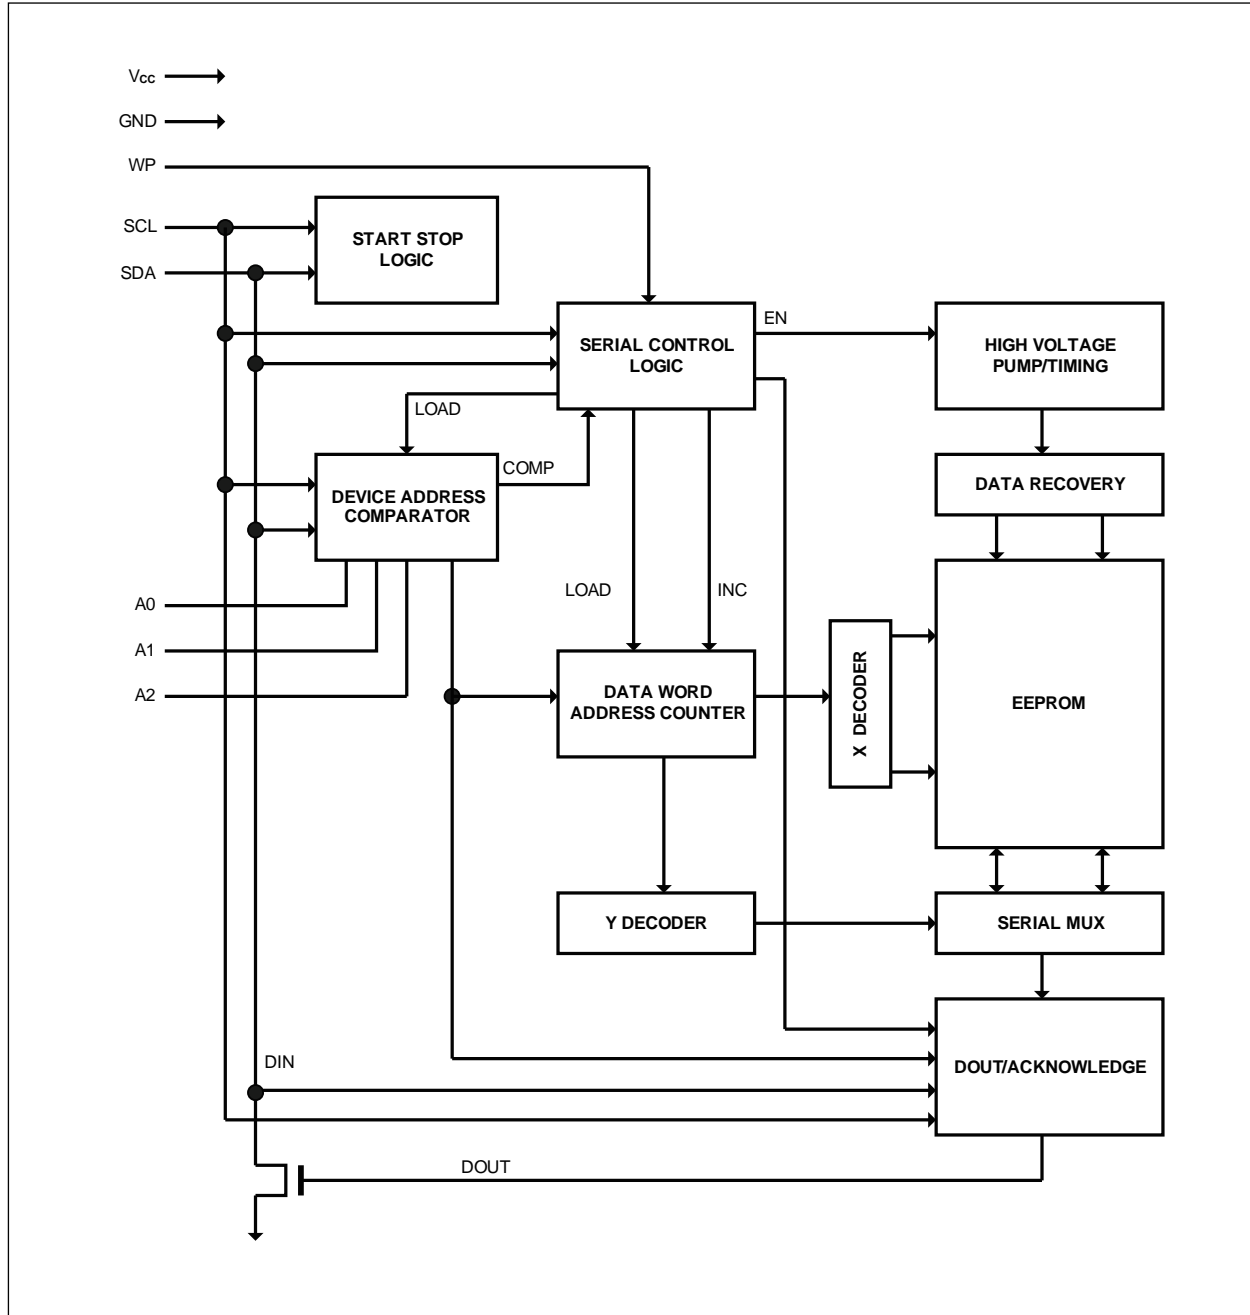 Vcc
GND
WP
SCL
SDA
START STOP
LOGIC
SERIAL CONTROL
LOGIC
EN
HIGH VOLTAGE
PUMP/TIMING
LOAD
COMP
DEVICE ADDRESS
COMPARATOR
DATA RECOVERY
A0
A1
A2
LOAD
INC
DATA WORD
ADDRESS COUNTER
X DECODER
EEPROM
Y DECODER
SERIAL MUX
DIN
DOUT/ACKNOWLEDGE
DOUT